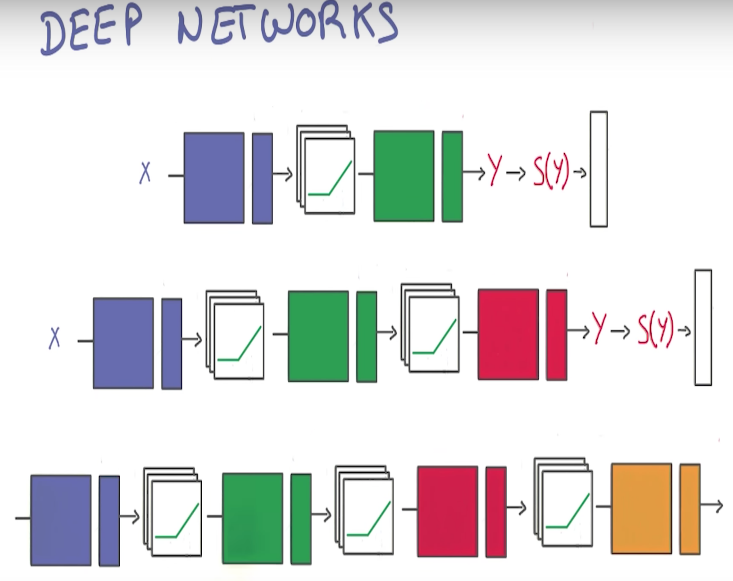 DEEP NETWORKS
X → Y → S(Y) →
X → Y → S(Y) →